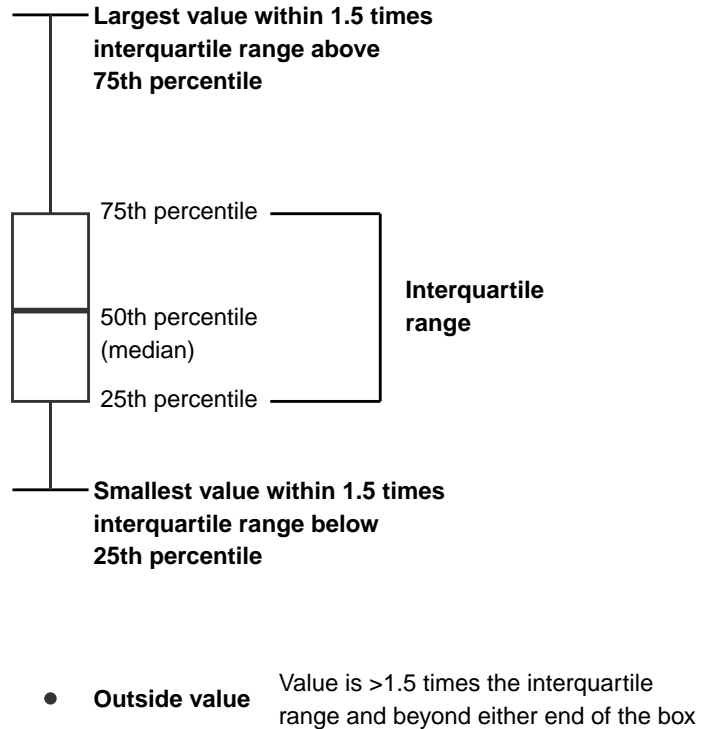 Largest value within 1.5 times
interquartile range above
75th percentile
75th percentile
Interquartile
range
50th percentile
(median)
25th percentile
Smallest value within 1.5 times
interquartile range below
25th percentile
Outside value
Value is >1.5 times the interquartile
range and beyond either end of the box